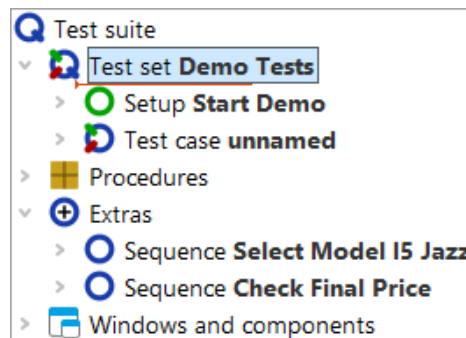 Test suite
Test set Demo Tests
Setup Start Demo
Test case unnamed
Procedures
Extras
Sequence Select Model I5 Jazz
Sequence Check Final Price
Windows and components